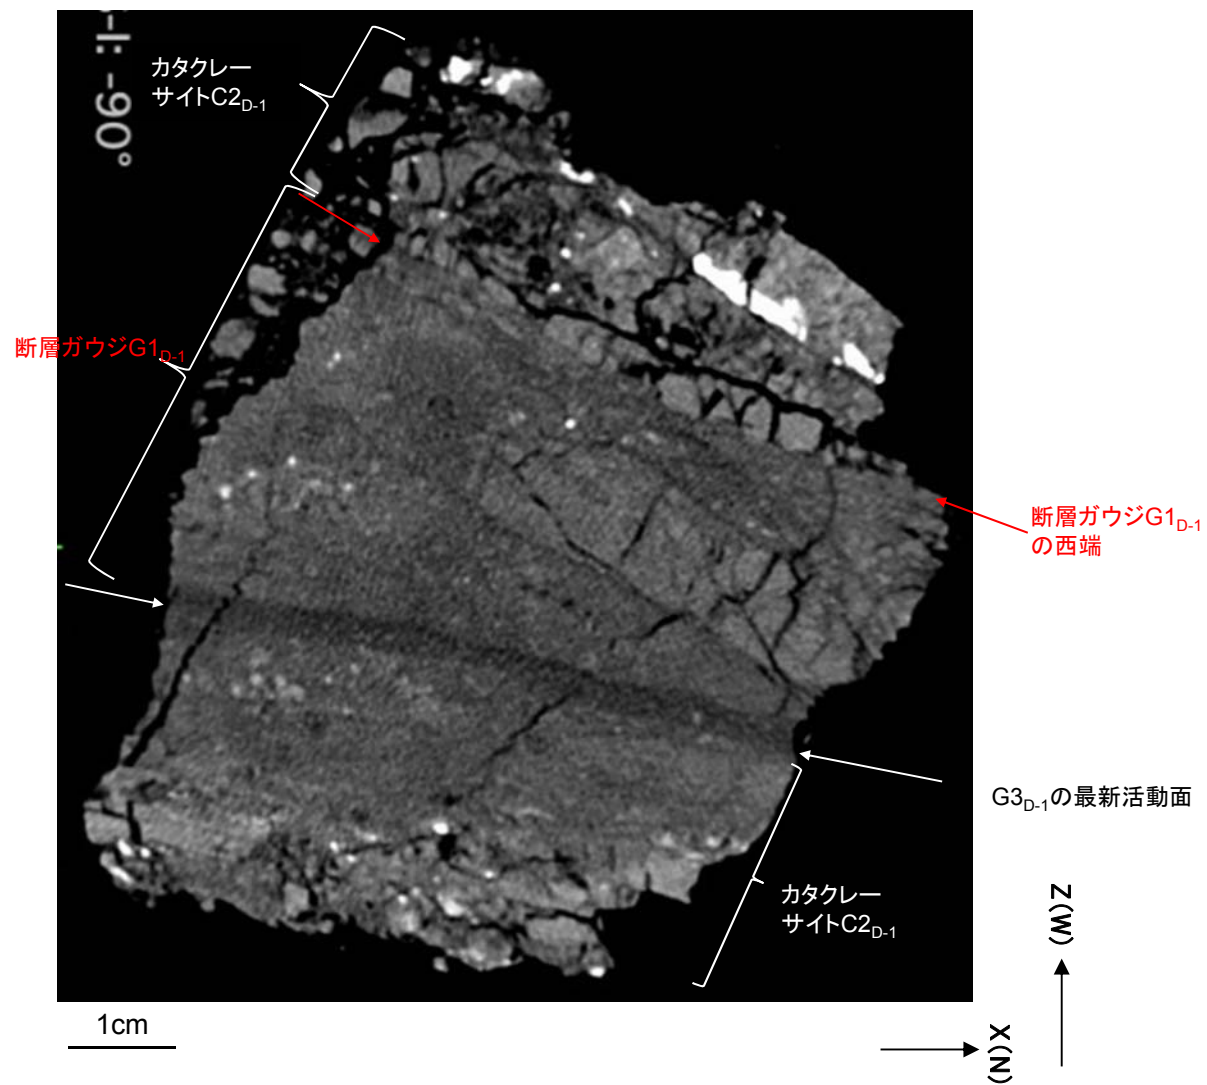 -90°
カタクレー
サイトC2D-1
断層ガウジG1D-1
断層ガウジG1D-1
の西端
G3D-1の最新活動面
カタクレー
サイトC2D-1
Z(W)
X(N)
1cm